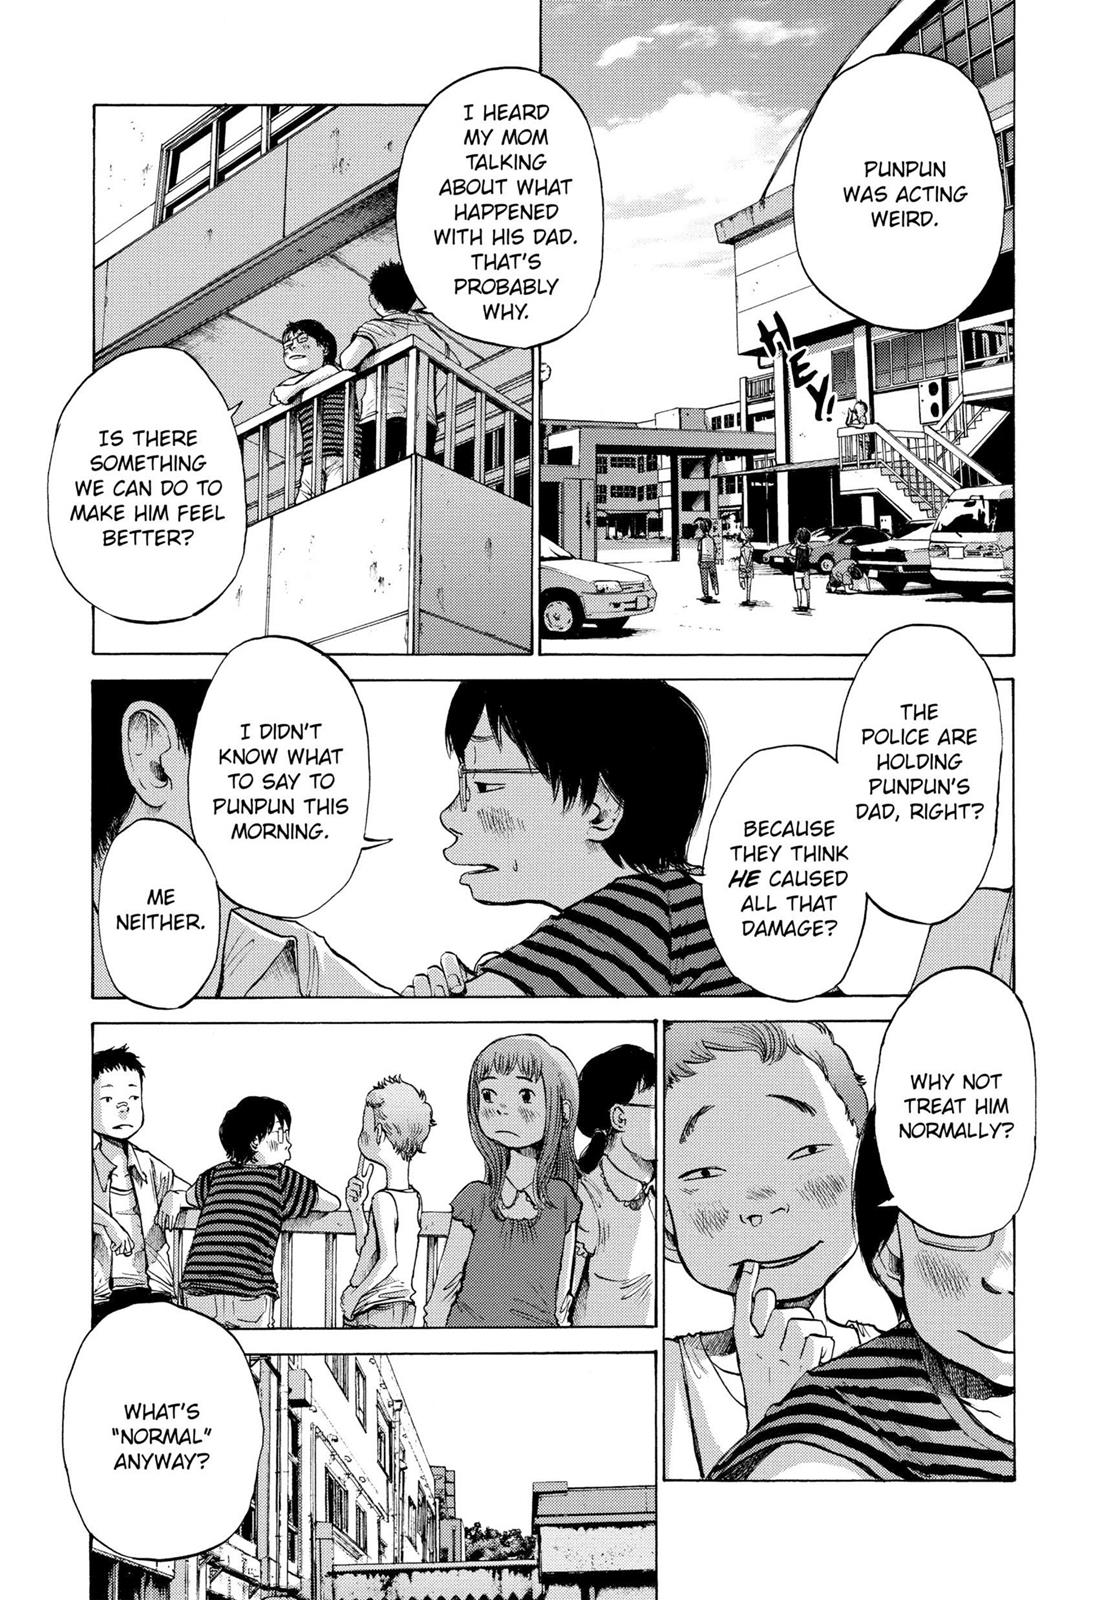 PUNPUN
WAS ACTING
WEIRD.
HEY!
I HEARD
MY MOM
TALKING
ABOUT WHAT
HAPPENED
WITH HIS DAD.
THAT'S
PROBABLY
WHY.
IS THERE
SOMETHING
WE CAN DO TO
MAKE HIM FEEL
BETTER?
THE
POLICE ARE
HOLDING
PUNPUN'S
DAD, RIGHT?
BECAUSE
THEY THINK
HE CAUSED
ALL THAT
DAMAGE?
I DIDN'T
KNOW WHAT
TO SAY TO
PUNPUN THIS
MORNING.
ME
NEITHER.
WHY NOT
TREAT HIM
NORMALLY?
WHAT'S
"NORMAL"
ANYWAY?